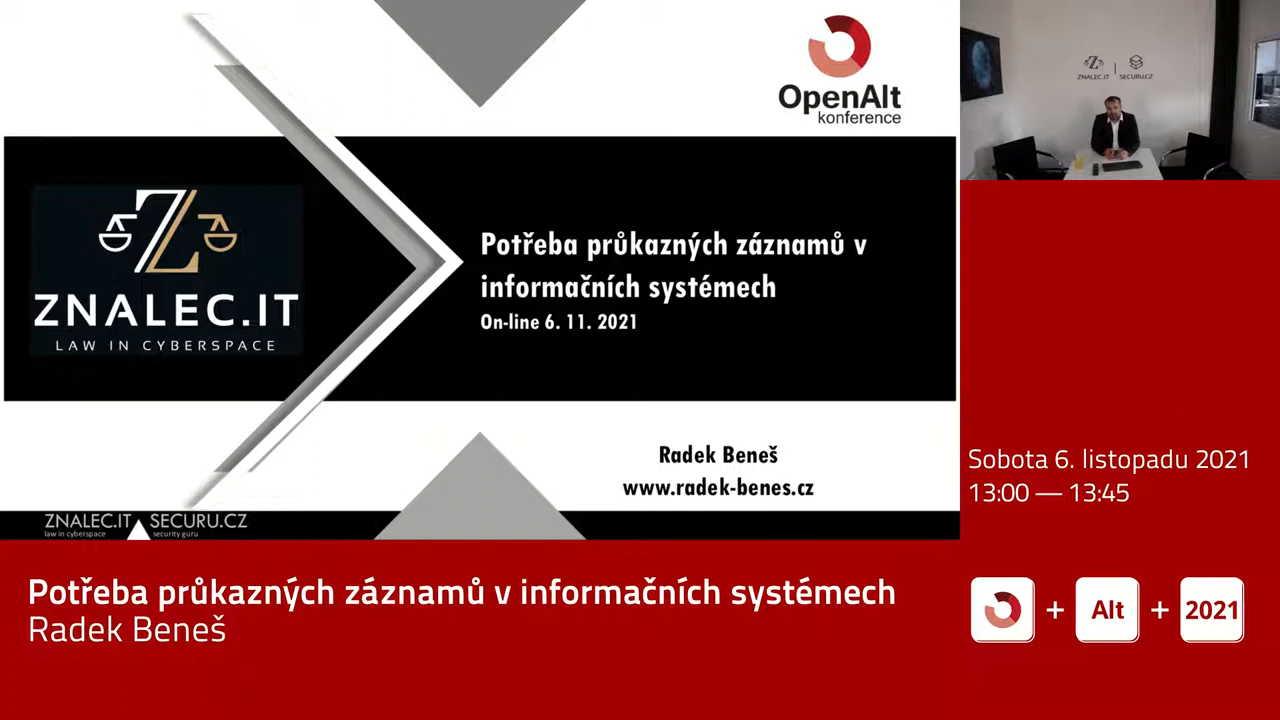 OpenAlt
konference
ZNALEC.IT
SECURU.CZ
Z
ZNALEC.IT
LAW IN CYBERSPACE
Potřeba průkazných záznamů v
informačních systémech
On-line 6. 11. 2021
Radek Beneš
www.radek-benes.cz
ZNALEC.IT SECURU.CZ
law in cyberspace security guru
Sobota 6. listopadu 2021
13:00 — 13:45
Potřeba průkazných záznamů v informačních systémech
Radek Beneš
+ Alt + 2021